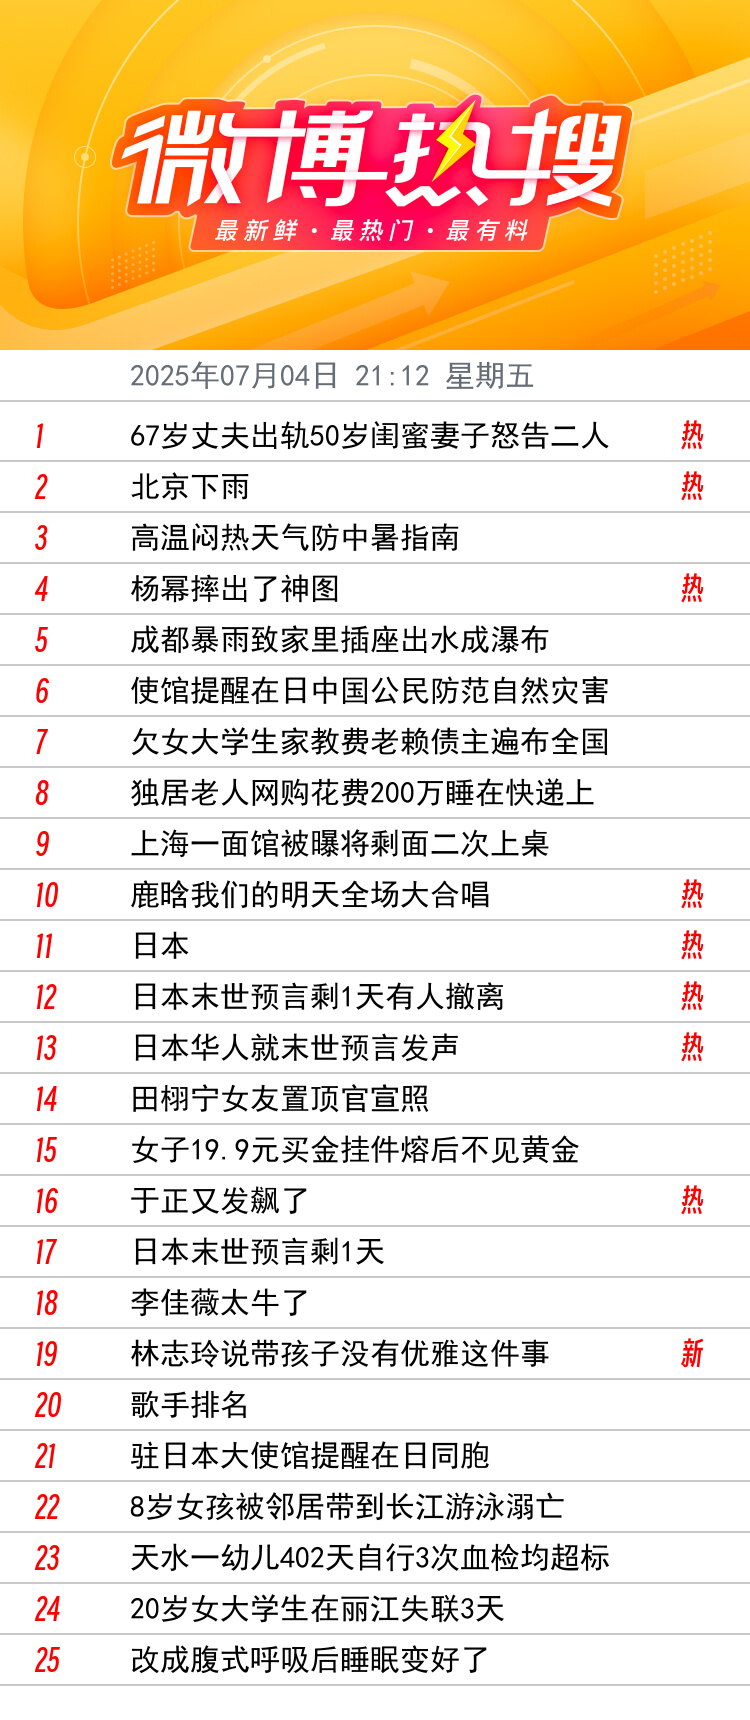 微博热搜
最新鲜·最热门·最有料
2025年07月04日 21:12 星期五
1 67岁丈夫出轨50岁闺蜜妻子怒告二人 热
2 北京下雨 热
3 高温闷热天气防中暑指南
4 杨幂摔出了神图 热
5 成都暴雨致家里插座出水成瀑布
6 使馆提醒在日中国公民防范自然灾害
7 欠女大学生家教费老赖债主遍布全国
8 独居老人网购花费200万睡在快递上
9 上海一面馆被曝将剩面二次上桌
10 鹿晗我们的明天全场大合唱 热
11 日本 热
12 日本末世预言剩1天有人撤离 热
13 日本华人就末世预言发声 热
14 田栩宁女友置顶官宣照
15 女子19.9元买金挂件熔后不见黄金
16 于正又发飙了 热
17 日本末世预言剩1天
18 李佳薇太牛了
19 林志玲说带孩子没有优雅这件事 新
20 歌手排名
21 驻日本大使馆提醒在日同胞
22 8岁女孩被邻居带到长江游泳溺亡
23 天水一幼儿402天自行3次血检均超标
24 20岁女大学生在丽江失联3天
25 改成腹式呼吸后睡眠变好了